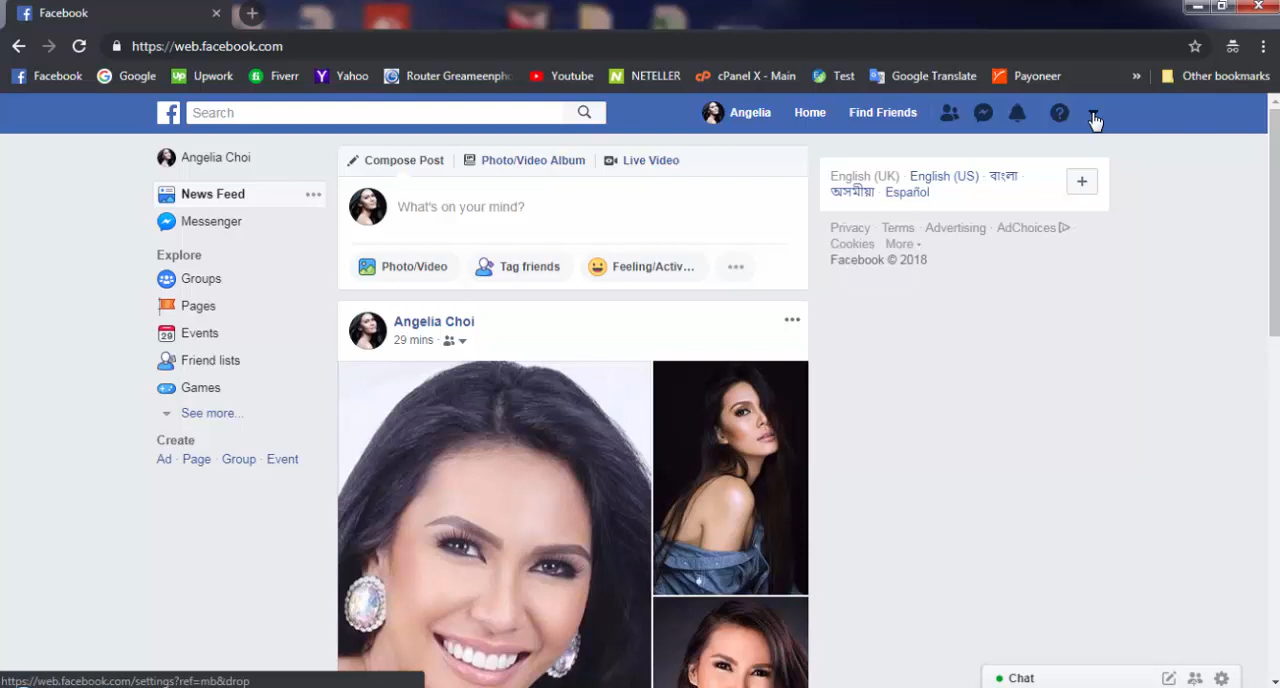 Facebook
https://web.facebook.com
Facebook Google Upwork Fiverr Yahoo Router Greameenpho YouTube NETELLER cPanel X - Main Test Google Translate Payoneer » Other bookmarks
Search
Angelia Home Find Friends
Angelia Choi
News Feed
Messenger
Explore
Groups
Pages
Events
Friend lists
Games
See more...
Create
Ad · Page · Group · Event
Compose Post Photo/Video Album Live Video
What's on your mind?
Photo/Video Tag friends Feeling/Activ...
Angelia Choi
29 mins
English (UK) · English (US) · বাংলা ·
অসমীয়া · Español
Privacy · Terms · Advertising · AdChoices ·
Cookies · More
Facebook © 2018
Chat
https://web.facebook.com/settings?ref=mb&drop